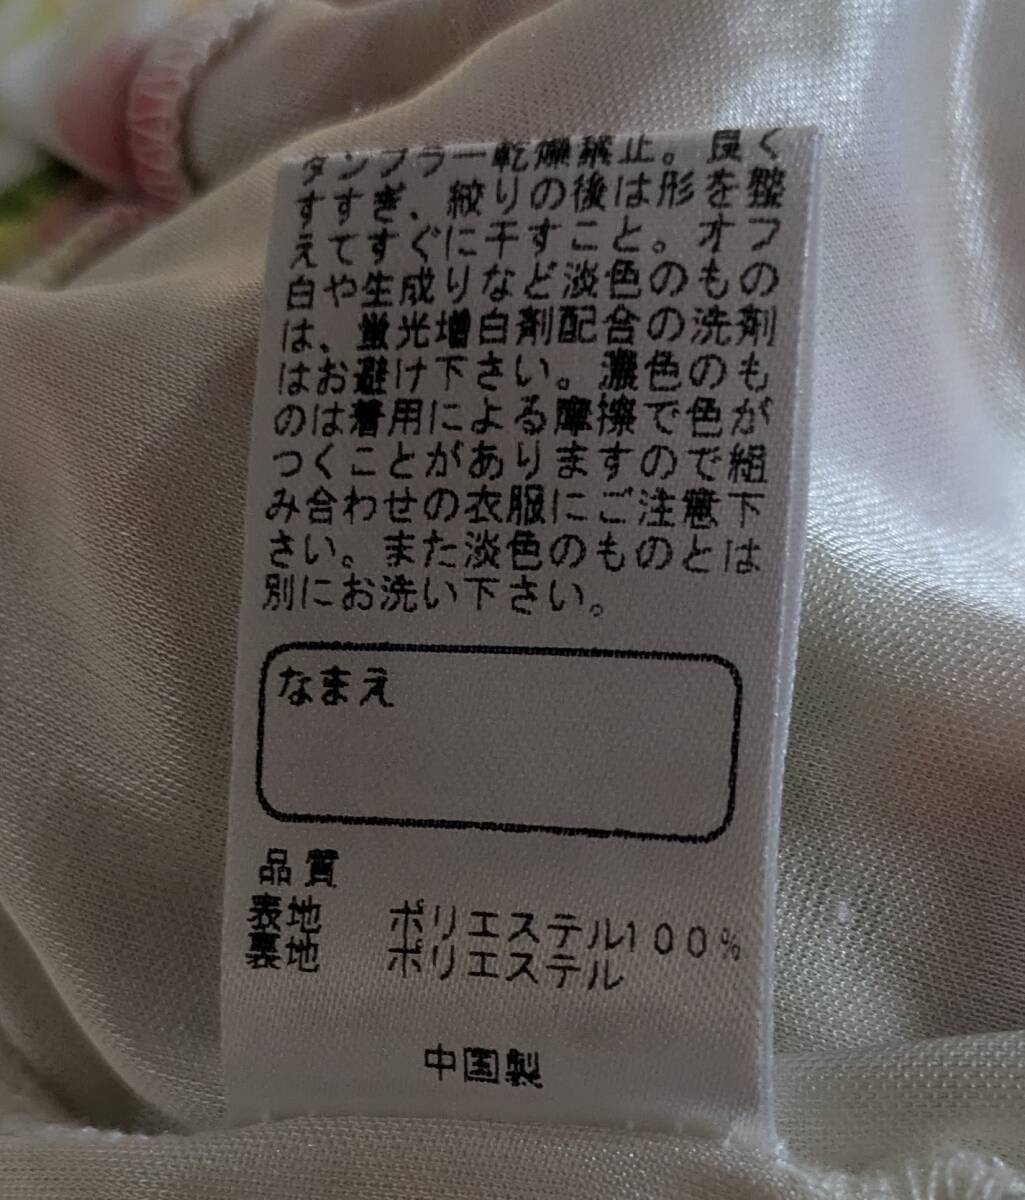 タンブラー乾燥禁止。良く
すすぎ、絞りの後は形を整
えてすぐに干すこと。オフ
白や生成りなど淡色のもの
は、蛍光増白剤配合の洗剤
はお避け下さい。濃色のも
のは着用による摩擦で色が
つくことがありますので組
み合わせの衣服にご注意下
さい。また淡色のものとは
別にお洗い下さい。
なまえ
品質
表地 ポリエステル100%
裏地 ポリエステル
中国製